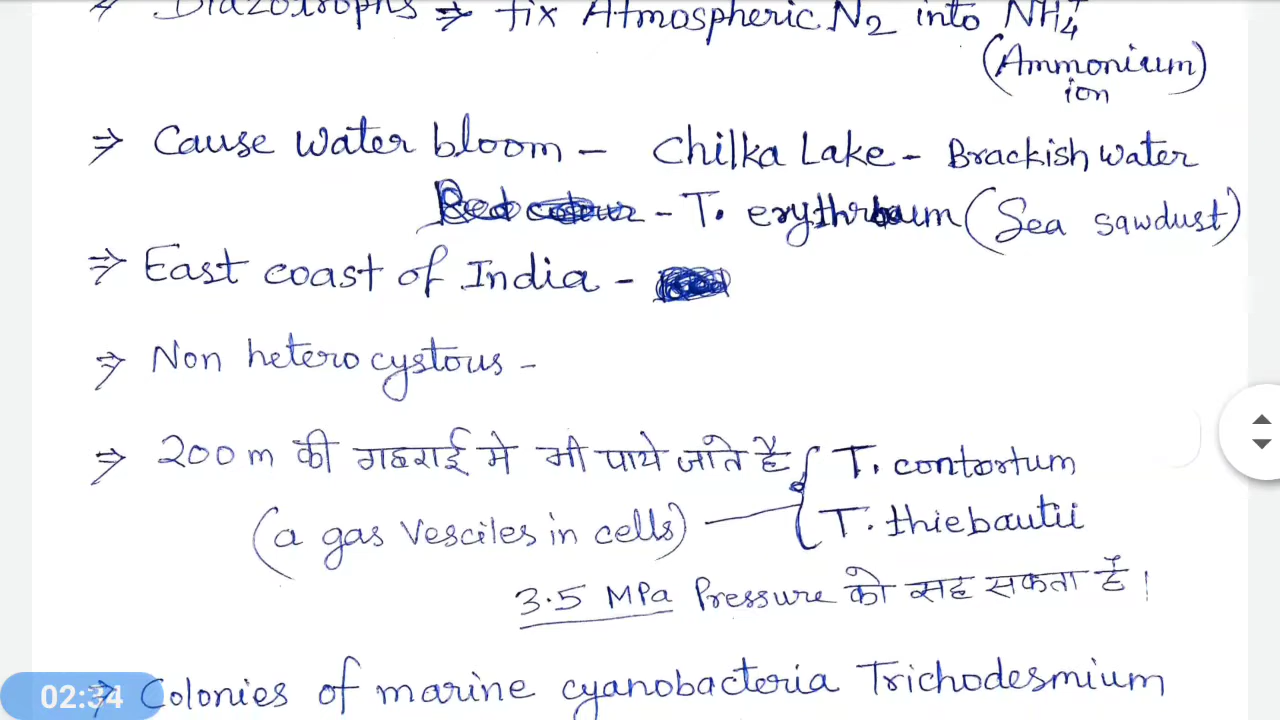 ⇒ Diazotrophs ⇒ fix Atmospheric N₂ into NH₄⁺
(Ammonium
ion)
⇒ Cause Water bloom – Chilka Lake - Brackish water
- T. erythraeum (Sea sawdust)
⇒ East coast of India -
⇒ Non heterocystous -
⇒ 200 m की गहराई मे भी पाये जाते है { T. contortum
(a gas Vesciles in cells) — T. thiebautii
3.5 MPa Pressure को सह सकता है।
⇒ Colonies of marine cyanobacteria Trichodesmium
02:34